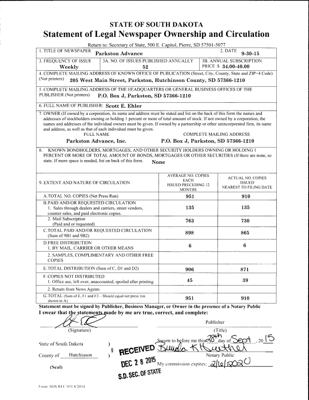 STATE OF SOUTH DAKOTA
Statement of Legal Newspaper Ownership and Circulation
Return to: Secretary of State, 500 E. Capitol, Pierre, SD 57501-5077
1. TITLE OF NEWSPAPER
Parkston Advance
2. DATE
9-30-15
3. FREQUENCY OF ISSUE
Weekly
3A. NO. OF ISSUES PUBLISHED ANNUALLY
52
3B. ANNUAL SUBSCRIPTION
PRICE $
4. COMPLETE MAILING ADDRESS OF KNOWN OFFICE OF PUBLICATION (Street, City, County, State and ZIP+4 Code)
(Not printers) 205 West Main Street, Parkston, Hutchinson County, SD 57366-1210
5. COMPLETE MAILING ADDRESS OF THE HEADQUARTERS OR GENERAL BUSINESS OFFICES OF THE
PUBLISHER (Not printers) P.O. Box J, Parkston, SD 57366-1210
6. FULL NAME OF PUBLISHER: Scott E. Ehler
7. OWNER (If owned by a corporation, its name and address must be stated and list on the back of this form the names and
addresses of stockholders owning or holding 1 percent or more of total amount of stock. If not owned by a corporation, the
names and addresses of the individual owners must be given. If owned by a partnership or other unincorporated firm, its name
and address, as well as that of each individual must be given.
FULL NAME
COMPLETE MAILING ADDRESS
Parkston Advance, Inc.
P.O. Box J, Parkston, SD 57366-1210
8. KNOWN BONDHOLDERS, MORTGAGES, AND OTHER SECURITY HOLDERS OWNING OR HOLDING 1
PERCENT OR MORE OF TOTAL AMOUNT OF BONDS, MORTGAGES OR OTHER SECURITIES (If there are none, so
state. If more space is needed, list on back of this form.
None
9. EXTENT AND NATURE OF CIRCULATION
AVERAGE NO. COPIES
EACH
ISSUED PRECEDING 12
MONTHS
ACTUAL NO. COPIES
ISSUED
NEAREST TO FILING DATE
A. TOTAL NO. COPIES (Net Press Run)
951
910
B. PAID AND/OR REQUESTED CIRCULATION
1. Sales through dealers and carriers, street vendors,
counter sales, and paid electronic copies.
135
135
2. Mail Subscription
(Paid and/or requested)
763
730
C. TOTAL PAID AND/OR REQUESTED CIRCULATION
(Sum of 9B1 and 9B2)
898
865
D. FREE DISTRIBUTION
1. BY MAIL, CARRIER OR OTHER MEANS
6
6
2. SAMPLES, COMPLIMENTARY AND OTHER FREE
COPIES
E. TOTAL DISTRIBUTION (Sum of C, D1 and D2)
906
871
F. COPIES NOT DISTRIBUTED
1. Office use, left over, unaccounted, spoiled after printing
45
39
2. Return from News Agents
G. TOTAL (Sum of E, F1 and F2 - Should equal net press run
shown in A)
951
910
Statement must be signed by Publisher, Business Manager, or Owner in the presence of a Notary Public
I swear that the statements made by me are true, correct, and complete:
Publisher
(Signature)
(Title)
State of South Dakota
Sworn to before me this day of Sept, 2015
County of Hutchinson
Notary Public
(Seal)
My commission expires:
RECEIVED
DEC 28 2015
S.D. SEC. OF STATE